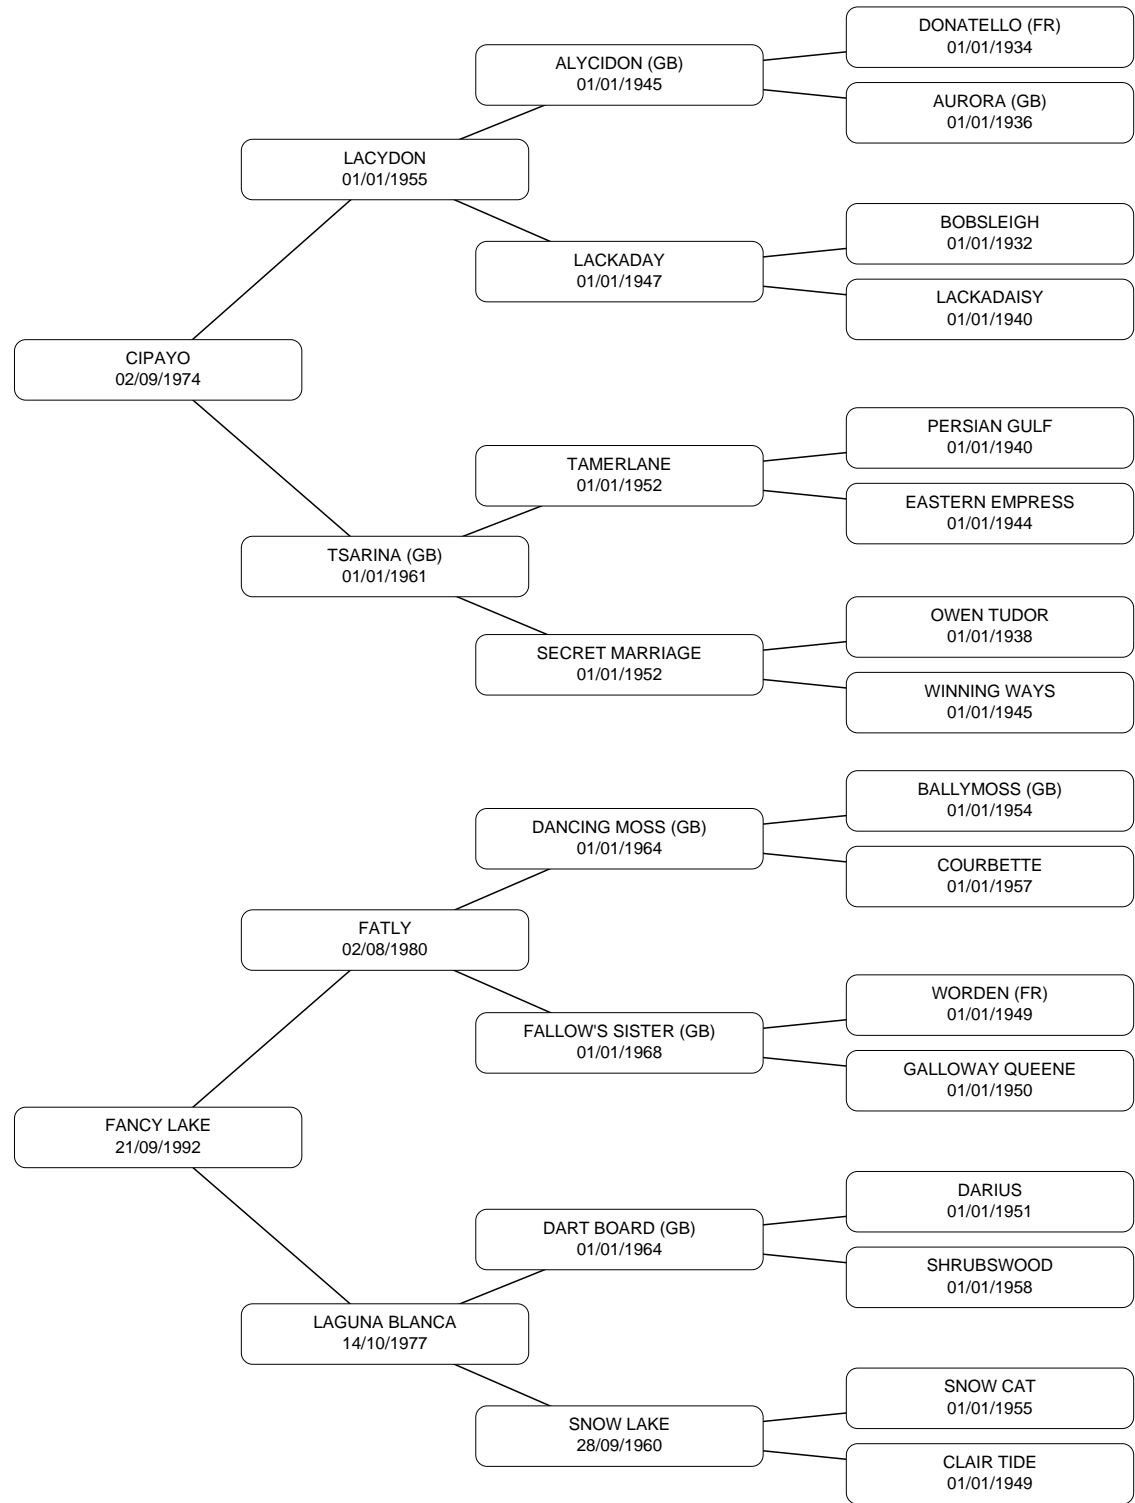 DONATELLO (FR)
01/01/1934
ALYCIDON (GB)
01/01/1945
AURORA (GB)
01/01/1936
LACYDON
01/01/1955
BOBSLEIGH
01/01/1932
LACKADAY
01/01/1947
LACKADAISY
01/01/1940
CIPAYO
02/09/1974
PERSIAN GULF
01/01/1940
TAMERLANE
01/01/1952
EASTERN EMPRESS
01/01/1944
TSARINA (GB)
01/01/1961
OWEN TUDOR
01/01/1938
SECRET MARRIAGE
01/01/1952
WINNING WAYS
01/01/1945
BALLYMOSS (GB)
01/01/1954
DANCING MOSS (GB)
01/01/1964
COURBETTE
01/01/1957
FATLY
02/08/1980
WORDEN (FR)
01/01/1949
FALLOW'S SISTER (GB)
01/01/1968
GALLOWAY QUEENE
01/01/1950
FANCY LAKE
21/09/1992
DARIUS
01/01/1951
DART BOARD (GB)
01/01/1964
SHRUBSWOOD
01/01/1958
LAGUNA BLANCA
14/10/1977
SNOW CAT
01/01/1955
SNOW LAKE
28/09/1960
CLAIR TIDE
01/01/1949